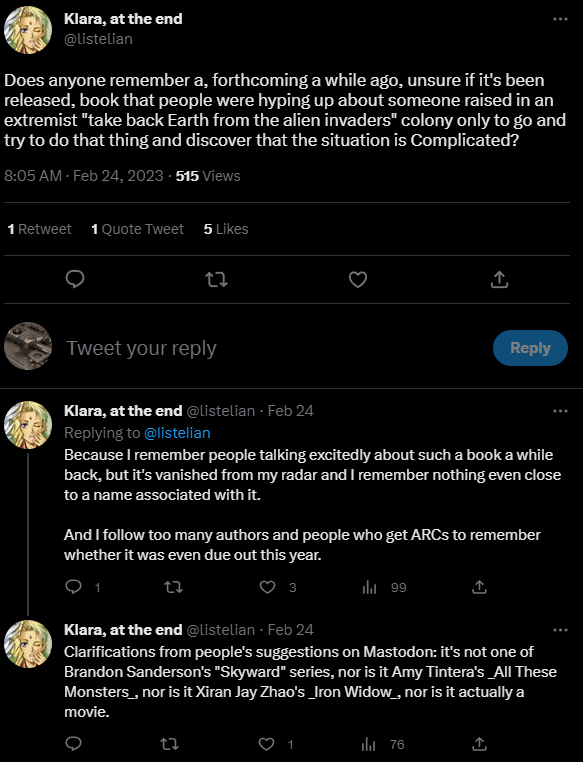 Klara, at the end
@listelian
Does anyone remember a, forthcoming a while ago, unsure if it's been
released, book that people were hyping up about someone raised in an
extremist "take back Earth from the alien invaders" colony only to go and
try to do that thing and discover that the situation is Complicated?
8:05 AM · Feb 24, 2023 · 515 Views
1 Retweet 1 Quote Tweet 5 Likes
Tweet your reply
Reply
Klara, at the end @listelian · Feb 24
Replying to @listelian
Because I remember people talking excitedly about such a book a while
back, but it's vanished from my radar and I remember nothing even close
to a name associated with it.
And I follow too many authors and people who get ARCs to remember
whether it was even due out this year.
1 3 99
Klara, at the end @listelian · Feb 24
Clarifications from people's suggestions on Mastodon: it's not one of
Brandon Sanderson's "Skyward" series, nor is it Amy Tintera's _All These
Monsters_, nor is it Xiran Jay Zhao's _Iron Widow_, nor is it actually a
movie.
1 76